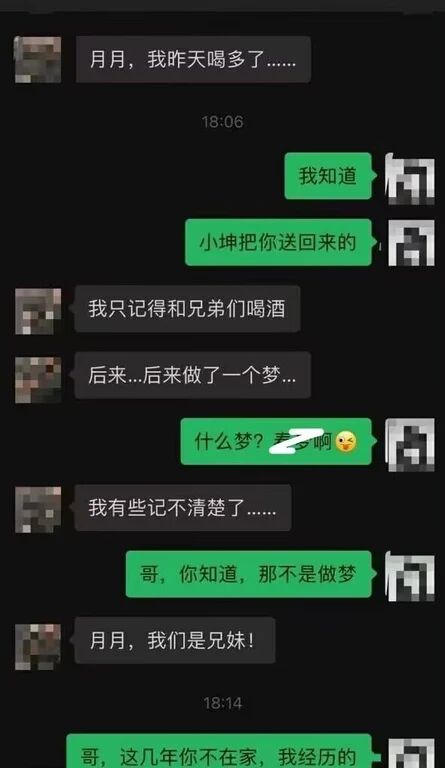 月月，我昨天喝多了......
18:06
我知道
小坤把你送回来的
我只记得和兄弟们喝酒
后来...后来做了一个梦...
什么梦？春梦啊😜
我有些记不清楚了......
哥，你知道，那不是做梦
月月，我们是兄妹！
18:14
哥，这几年你不在家，我经历的